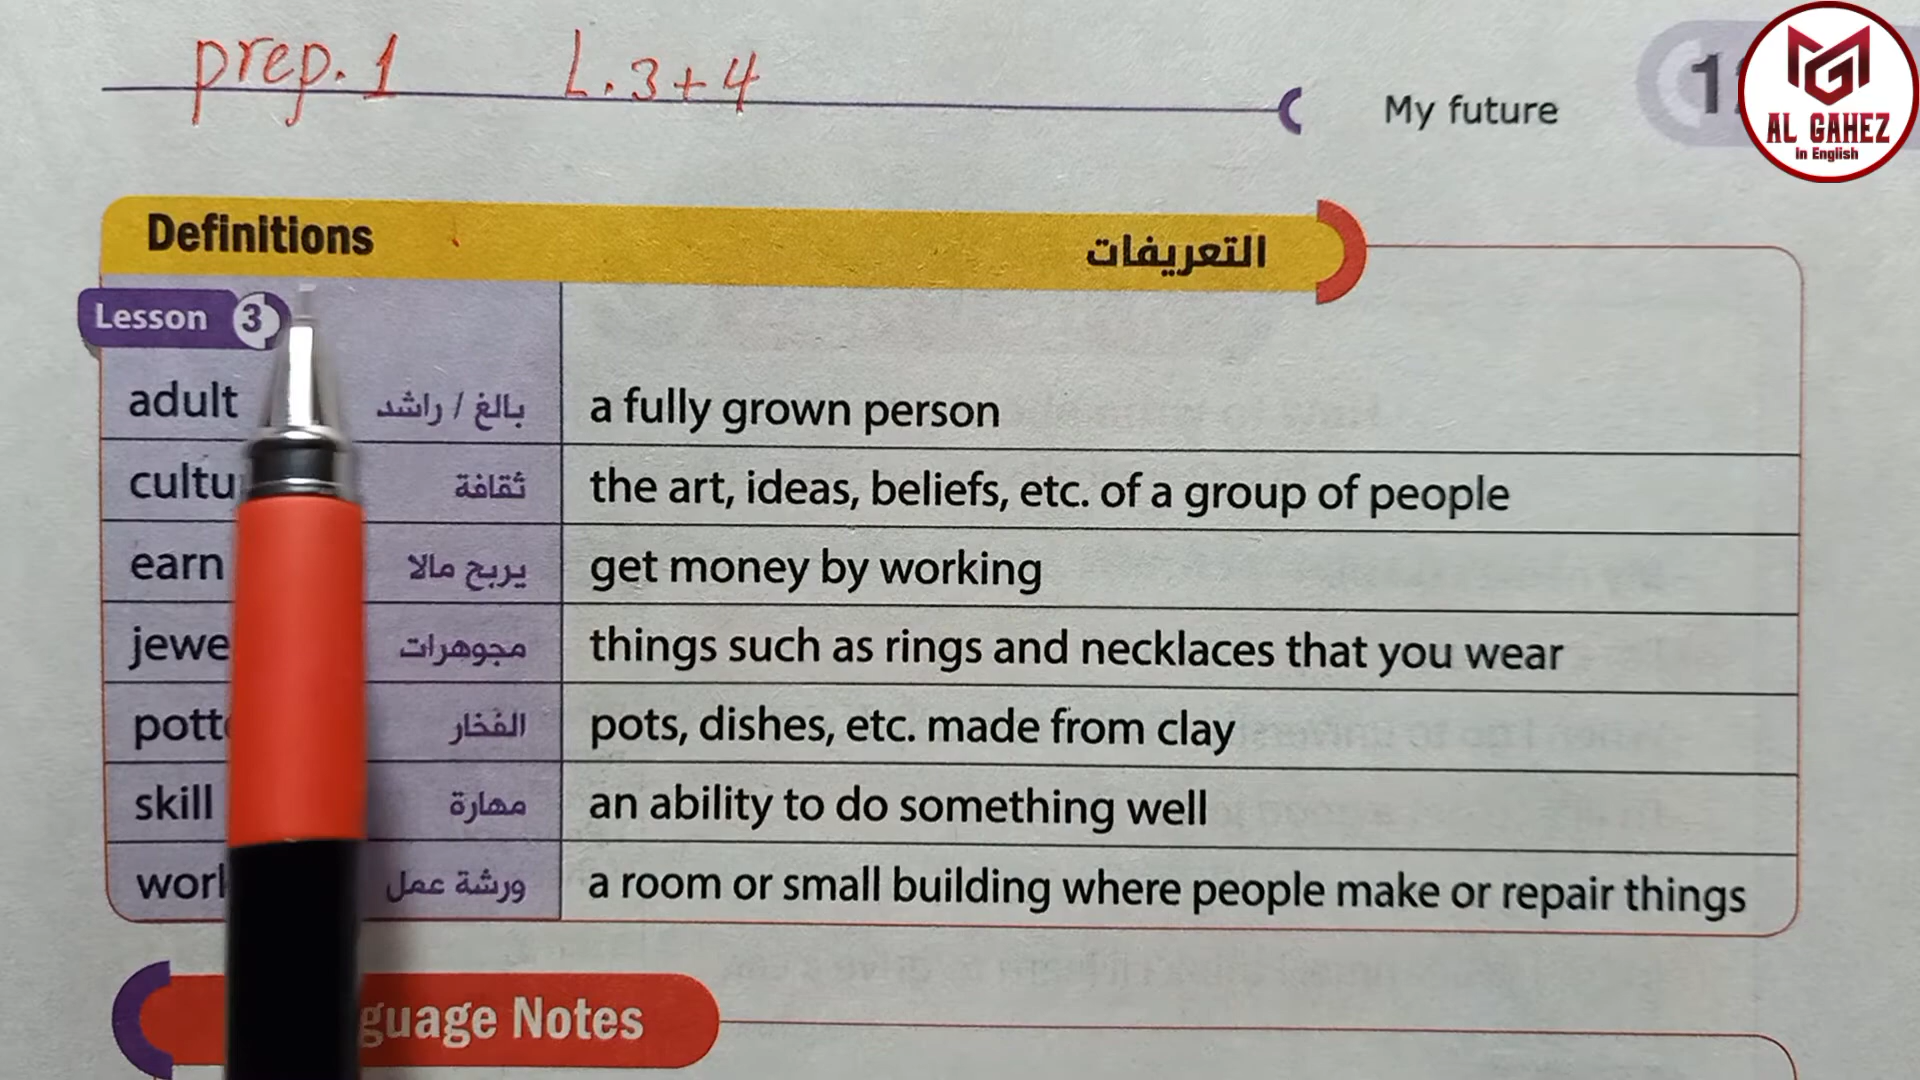 prep. 1 L. 3 + 4
My future
AL GAHEZ
in English
Definitions التعريفات
Lesson 3
adult بالغ / راشد a fully grown person
ثقافة the art, ideas, beliefs, etc. of a group of people
earn يربح مالا get money by working
مجوهرات things such as rings and necklaces that you wear
الفخار pots, dishes, etc. made from clay
skill مهارة an ability to do something well
ورشة عمل a room or small building where people make or repair things
Notes